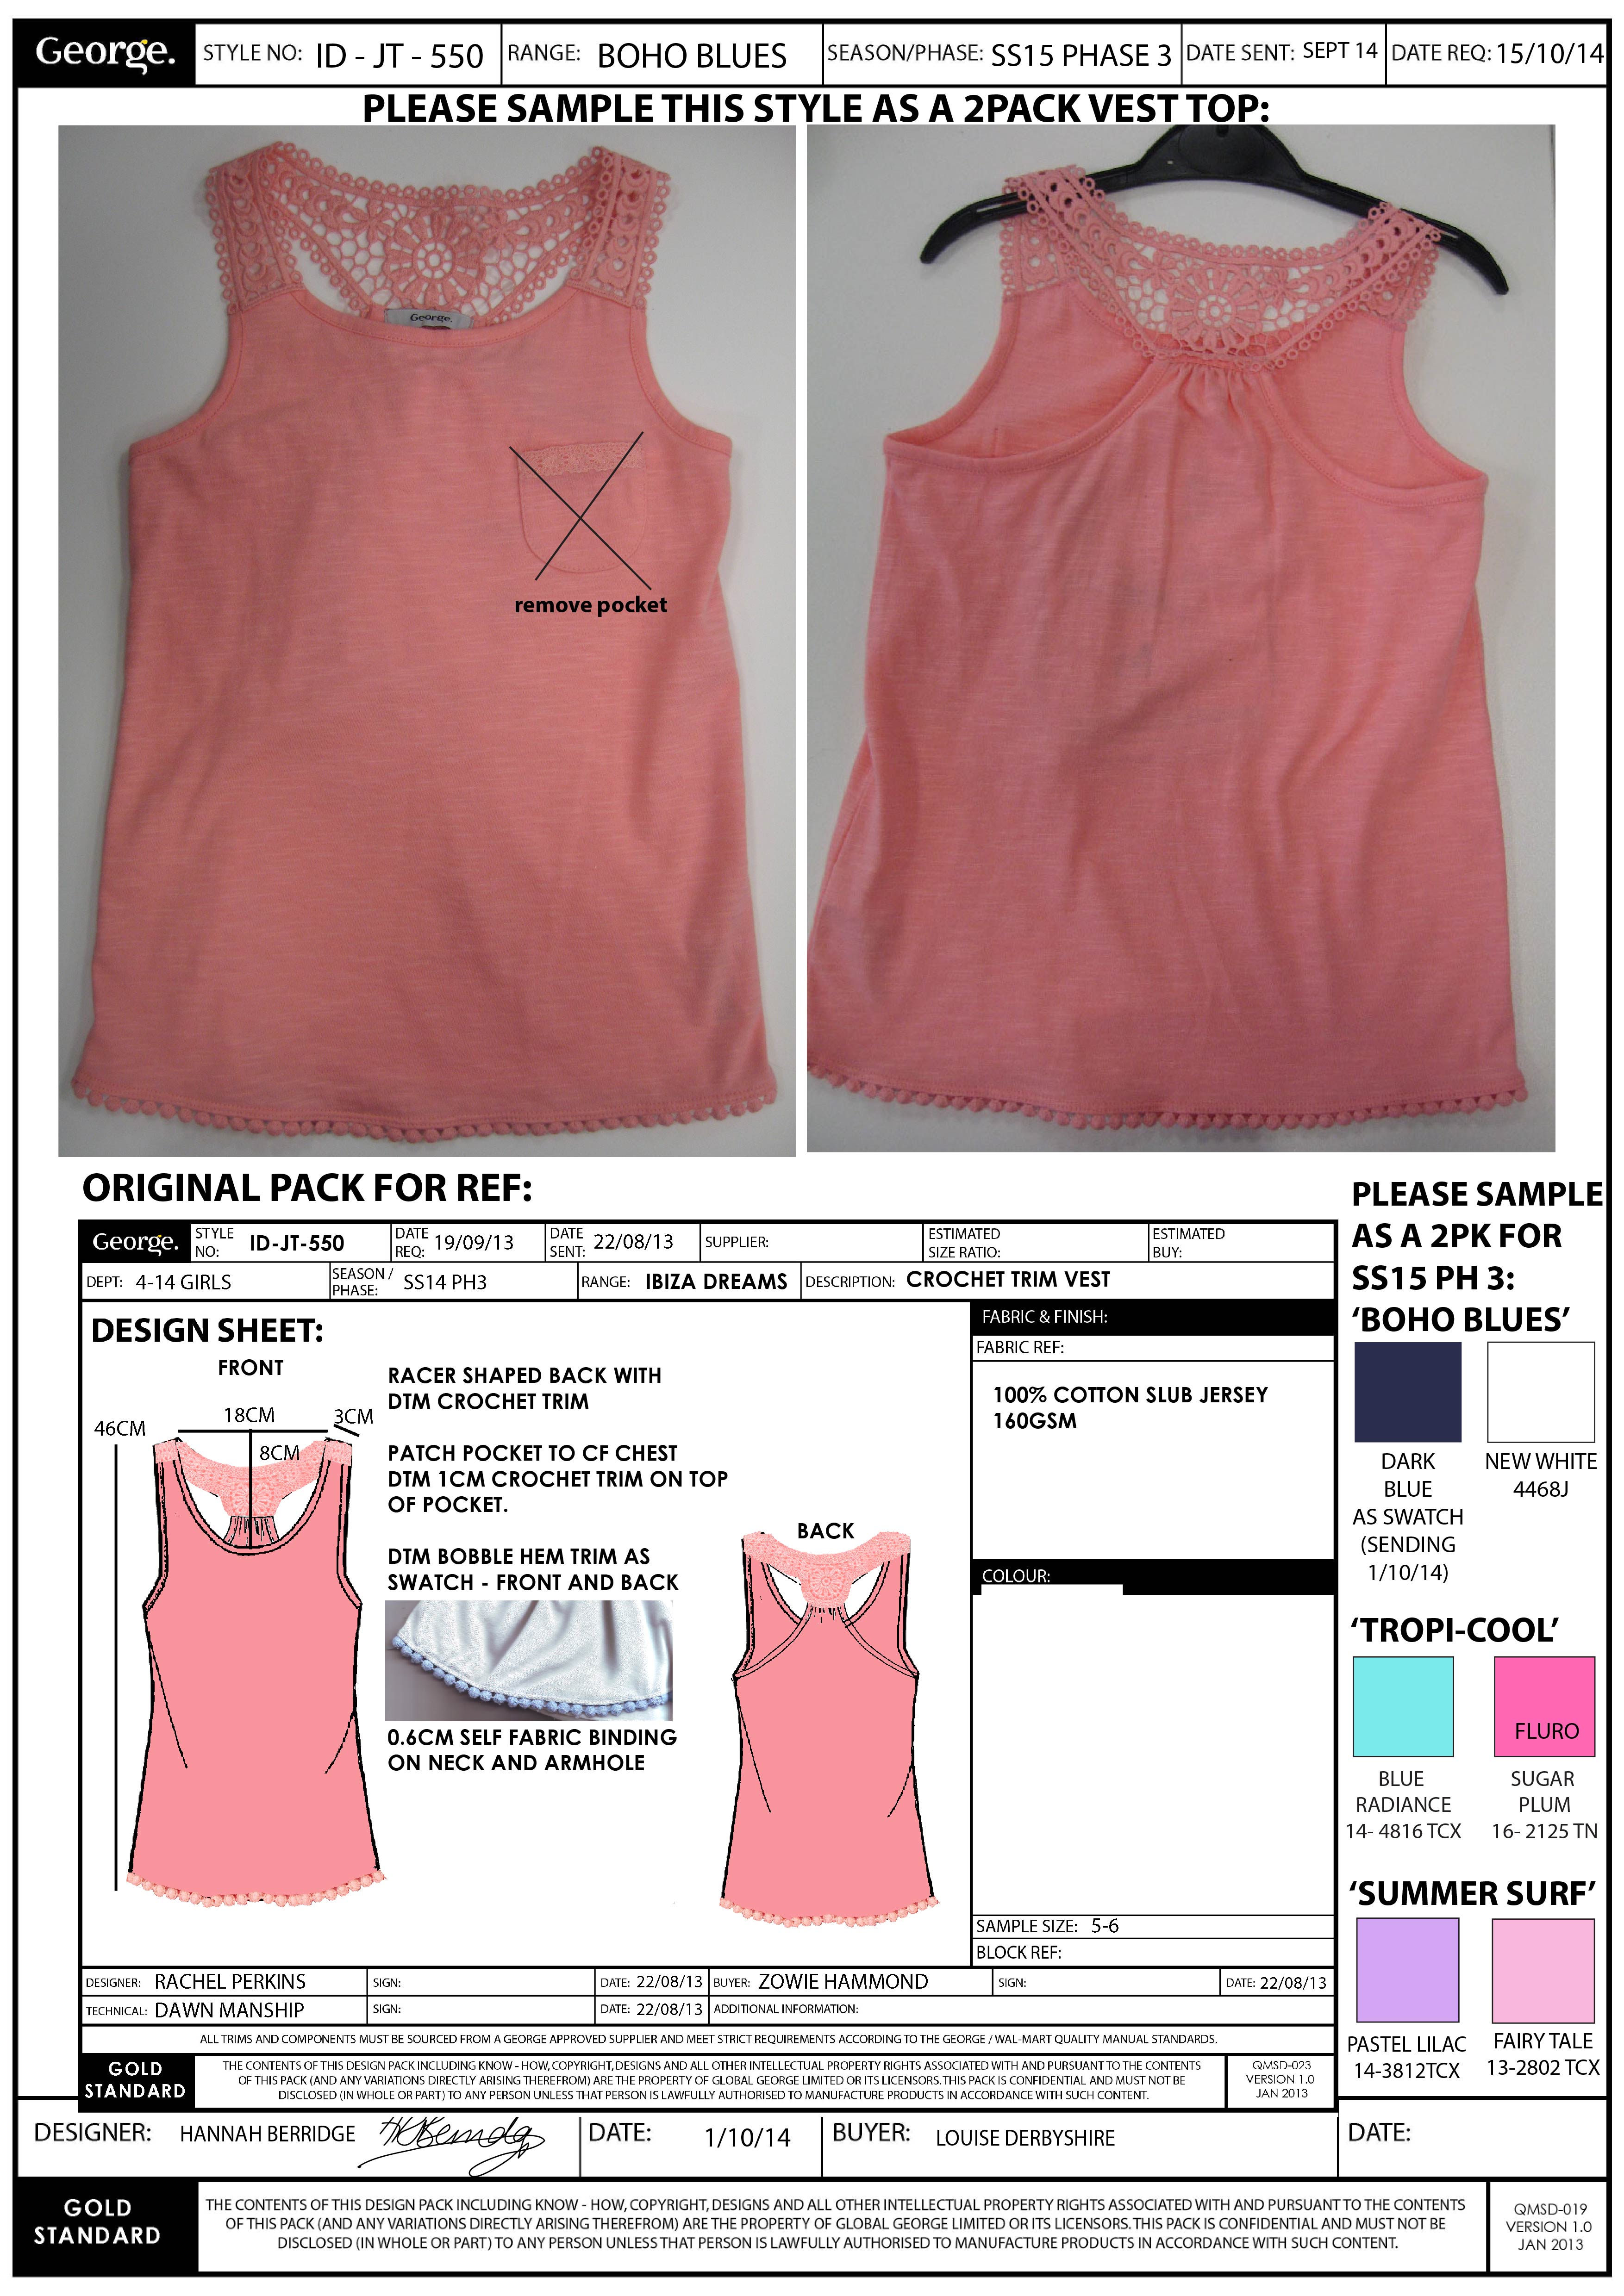 George.
STYLE NO: ID - JT - 550
RANGE: BOHO BLUES
SEASON/PHASE: SS15 PHASE 3
DATE SENT: SEPT 14
DATE REQ: 15/10/14
PLEASE SAMPLE THIS STYLE AS A 2PACK VEST TOP:
George.
remove pocket
ORIGINAL PACK FOR REF:
George.
STYLE
NO: ID-JT-550
DATE
REQ: 19/09/13
DATE
SENT: 22/08/13
SUPPLIER:
ESTIMATED
SIZE RATIO:
ESTIMATED
BUY:
DEPT: 4-14 GIRLS
SEASON /
PHASE: SS14 PH3
RANGE: IBIZA DREAMS
DESCRIPTION: CROCHET TRIM VEST
DESIGN SHEET:
FRONT
46CM
18CM
3CM
8CM
RACER SHAPED BACK WITH
DTM CROCHET TRIM
PATCH POCKET TO CF CHEST
DTM 1CM CROCHET TRIM ON TOP
OF POCKET.
DTM BOBBLE HEM TRIM AS
SWATCH - FRONT AND BACK
0.6CM SELF FABRIC BINDING
ON NECK AND ARMHOLE
BACK
FABRIC & FINISH:
FABRIC REF:
100% COTTON SLUB JERSEY
160GSM
COLOUR:
SAMPLE SIZE: 5-6
BLOCK REF:
DESIGNER: RACHEL PERKINS
SIGN:
DATE: 22/08/13
BUYER: ZOWIE HAMMOND
SIGN:
DATE: 22/08/13
TECHNICAL: DAWN MANSHIP
SIGN:
DATE: 22/08/13
ADDITIONAL INFORMATION:
ALL TRIMS AND COMPONENTS MUST BE SOURCED FROM A GEORGE APPROVED SUPPLIER AND MEET STRICT REQUIREMENTS ACCORDING TO THE GEORGE / WAL-MART QUALITY MANUAL STANDARDS.
GOLD
STANDARD
THE CONTENTS OF THIS DESIGN PACK INCLUDING KNOW - HOW, COPYRIGHT, DESIGNS AND ALL OTHER INTELLECTUAL PROPERTY RIGHTS ASSOCIATED WITH AND PURSUANT TO THE CONTENTS
OF THIS PACK (AND ANY VARIATIONS DIRECTLY ARISING THEREFROM) ARE THE PROPERTY OF GLOBAL GEORGE LIMITED OR ITS LICENSORS. THIS PACK IS CONFIDENTIAL AND MUST NOT BE
DISCLOSED (IN WHOLE OR PART) TO ANY PERSON UNLESS THAT PERSON IS LAWFULLY AUTHORISED TO MANUFACTURE PRODUCTS IN ACCORDANCE WITH SUCH CONTENT.
QMSD-023
VERSION 1.0
JAN 2013
PLEASE SAMPLE
AS A 2PK FOR
SS15 PH 3:
‘BOHO BLUES’
DARK
BLUE
AS SWATCH
(SENDING
1/10/14)
NEW WHITE
4468J
‘TROPI-COOL’
FLURO
BLUE
RADIANCE
14- 4816 TCX
SUGAR
PLUM
16- 2125 TN
‘SUMMER SURF’
PASTEL LILAC
14-3812TCX
FAIRY TALE
13-2802 TCX
DESIGNER: HANNAH BERRIDGE
DATE: 1/10/14
BUYER: LOUISE DERBYSHIRE
DATE:
GOLD
STANDARD
THE CONTENTS OF THIS DESIGN PACK INCLUDING KNOW - HOW, COPYRIGHT, DESIGNS AND ALL OTHER INTELLECTUAL PROPERTY RIGHTS ASSOCIATED WITH AND PURSUANT TO THE CONTENTS
OF THIS PACK (AND ANY VARIATIONS DIRECTLY ARISING THEREFROM) ARE THE PROPERTY OF GLOBAL GEORGE LIMITED OR ITS LICENSORS. THIS PACK IS CONFIDENTIAL AND MUST NOT BE
DISCLOSED (IN WHOLE OR PART) TO ANY PERSON UNLESS THAT PERSON IS LAWFULLY AUTHORISED TO MANUFACTURE PRODUCTS IN ACCORDANCE WITH SUCH CONTENT.
QMSD-019
VERSION 1.0
JAN 2013